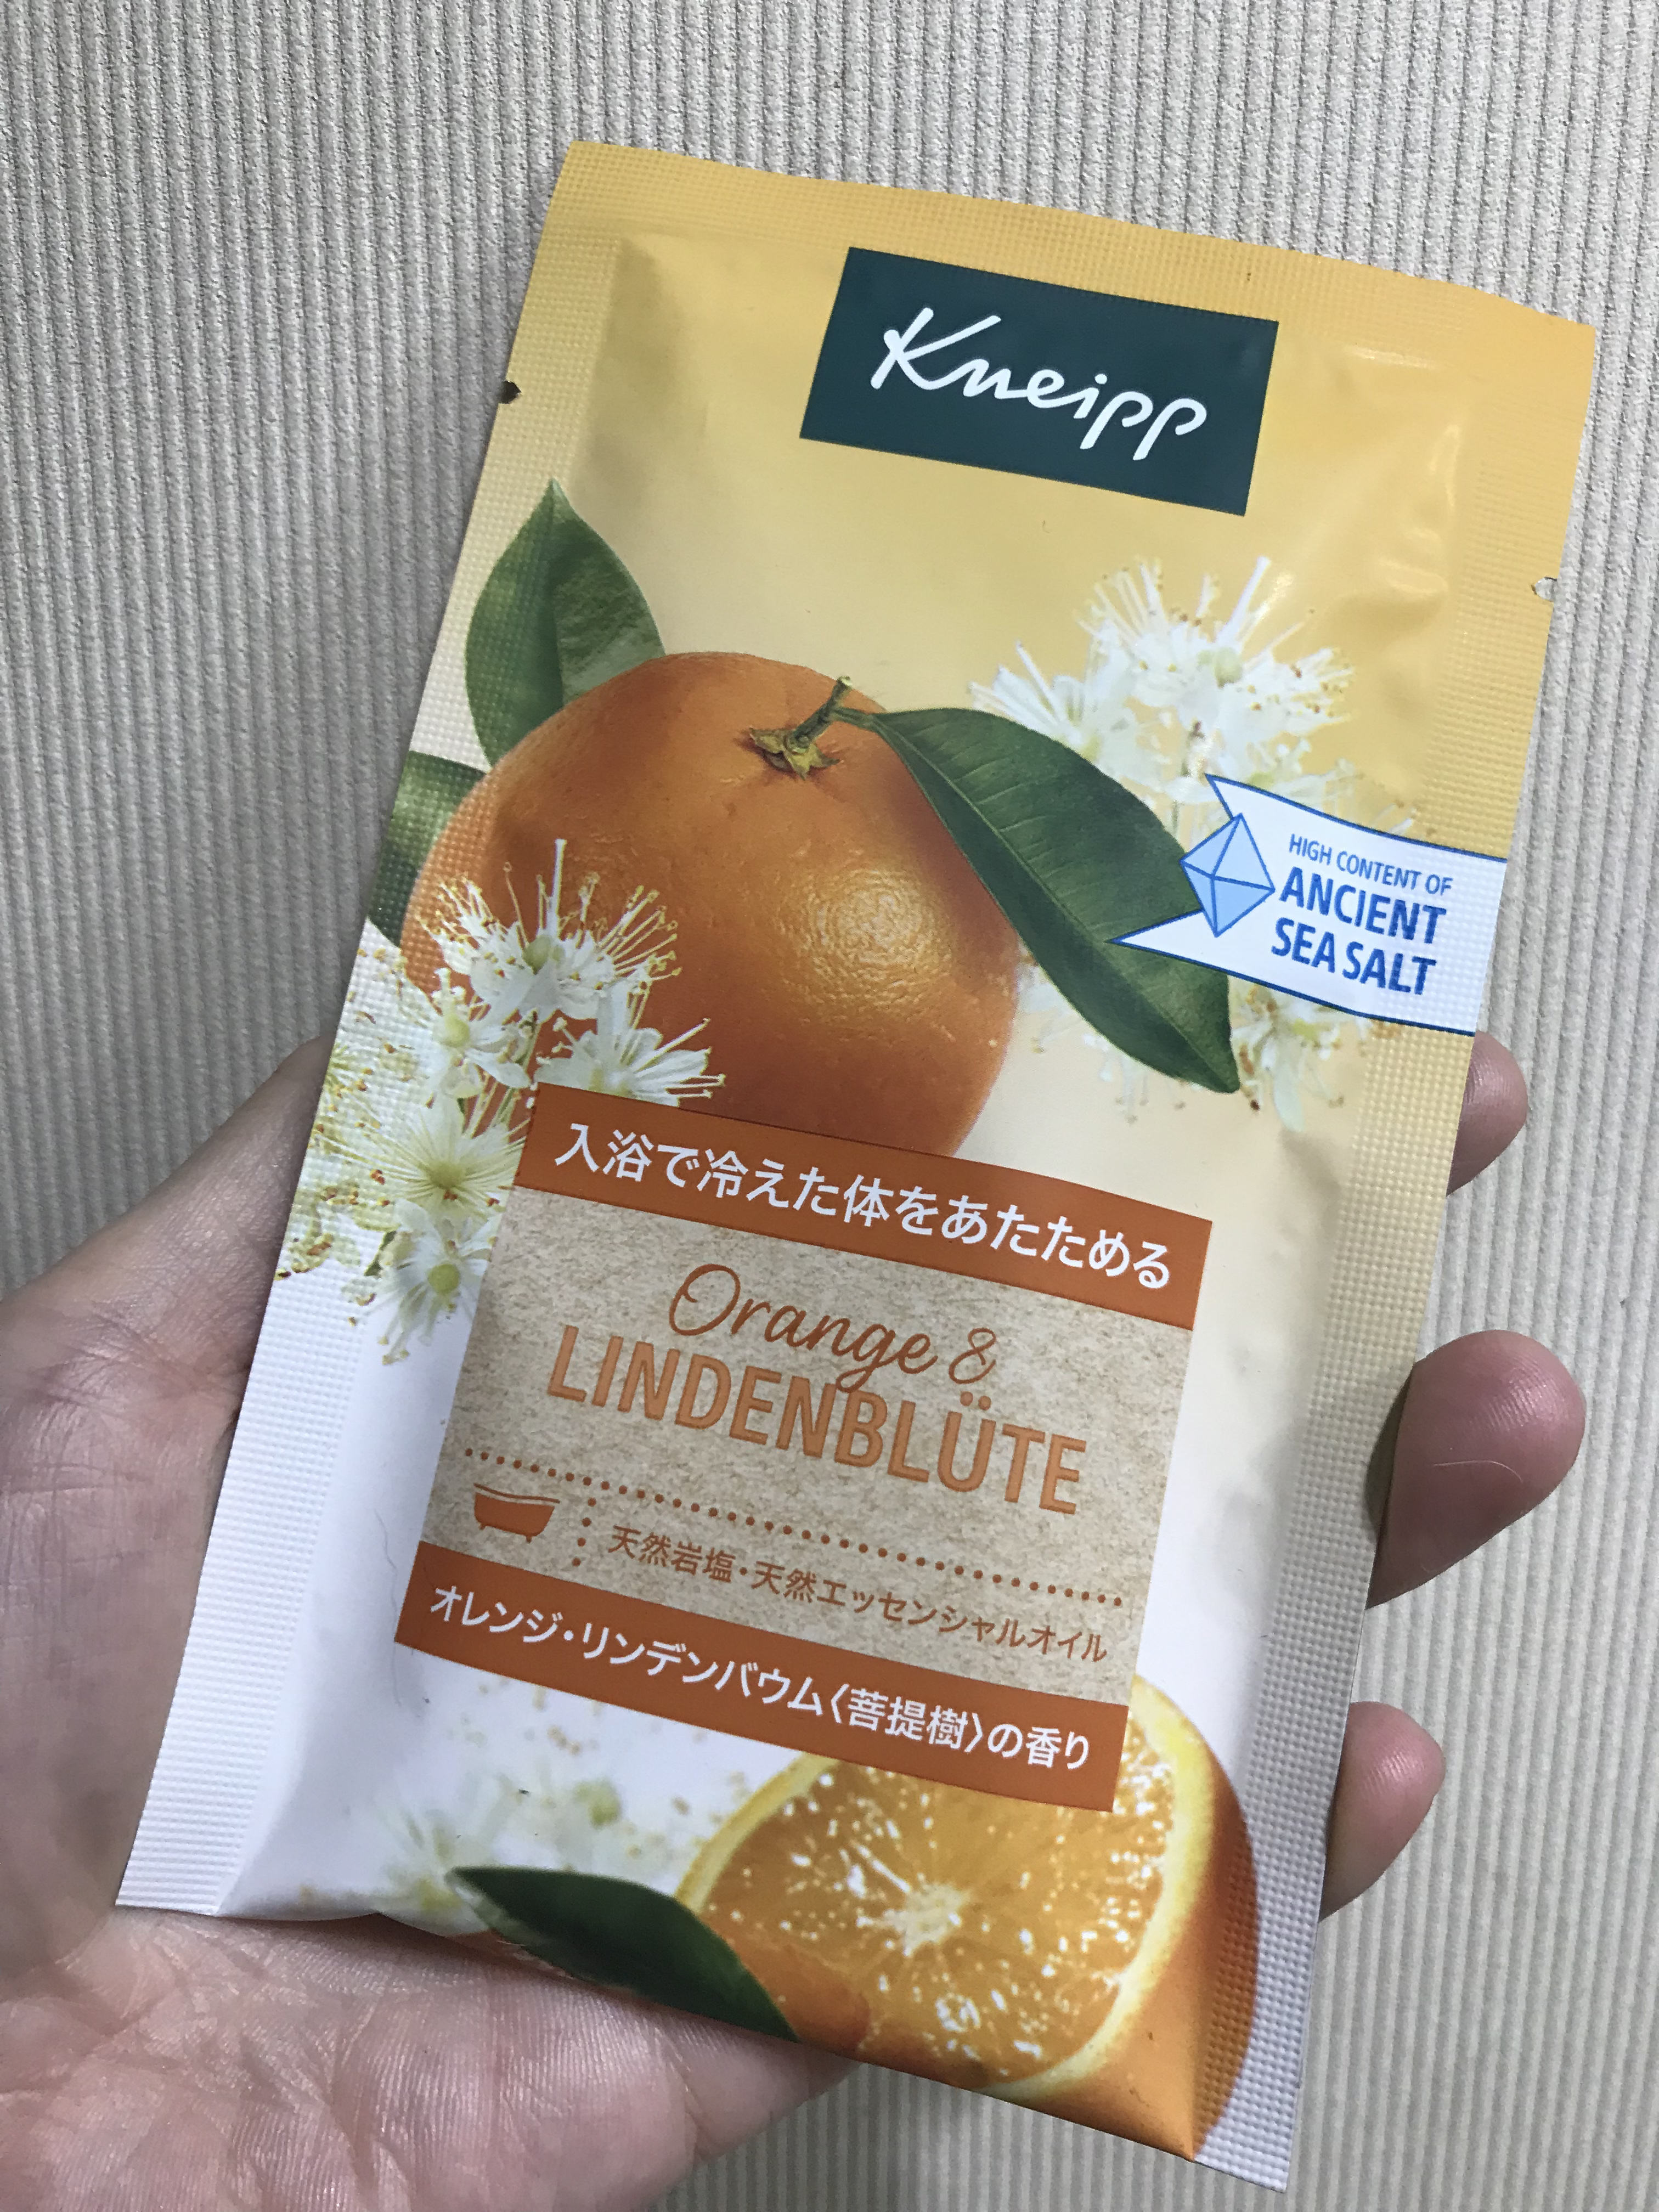 Kneipp
HIGH CONTENT OF
ANCIENT
SEA SALT
入浴で冷えた体をあたためる
Orange &
LINDENBLÜTE
天然岩塩・天然エッセンシャルオイル
オレンジ・リンデンバウム〈菩提樹〉の香り